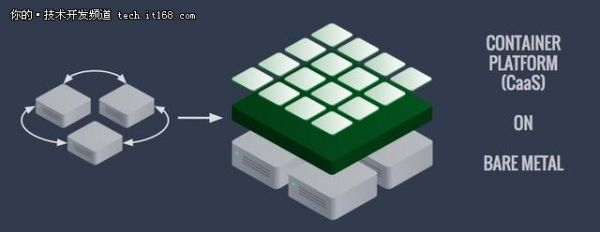 你的·技术开发频道 tech.it168.com
CONTAINER
PLATFORM
(CaaS)
ON
BARE METAL